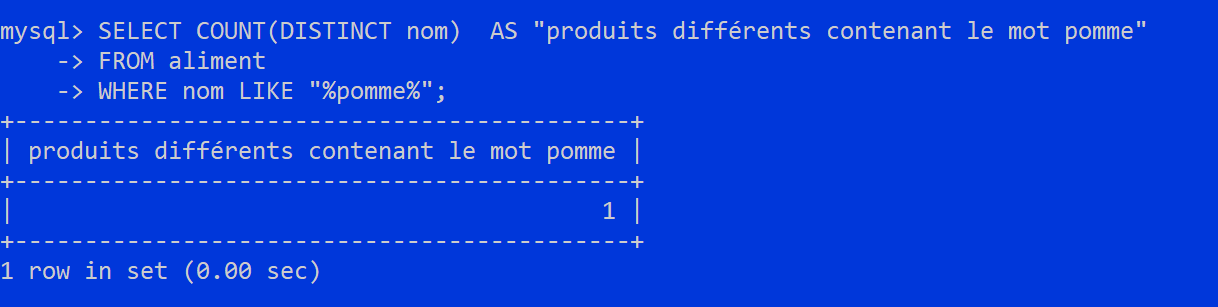 mysql> SELECT COUNT(DISTINCT nom)  AS "produits différents contenant le mot pomme"
    -> FROM aliment
    -> WHERE nom LIKE "%pomme%";
+--------------------------------------------+
| produits différents contenant le mot pomme |
+--------------------------------------------+
|                                          1 |
+--------------------------------------------+
1 row in set (0.00 sec)